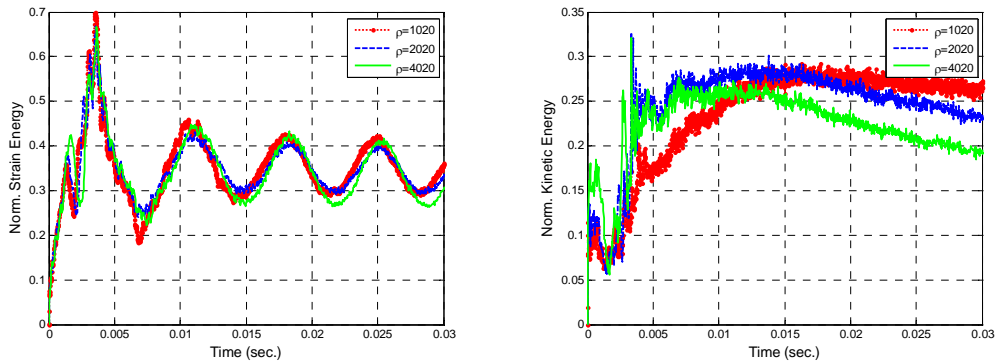 0.7
0.6
0.5
0.4
0.3
0.2
0.1
0
0 0.005 0.01 0.015 0.02 0.025 0.03
Time (sec.)
Norm. Strain Energy
ρ=1020
ρ=2020
ρ=4020
0.35
0.3
0.25
0.2
0.15
0.1
0.05
0
0 0.005 0.01 0.015 0.02 0.025 0.03
Time (sec.)
Norm. Kinetic Energy
ρ=1020
ρ=2020
ρ=4020